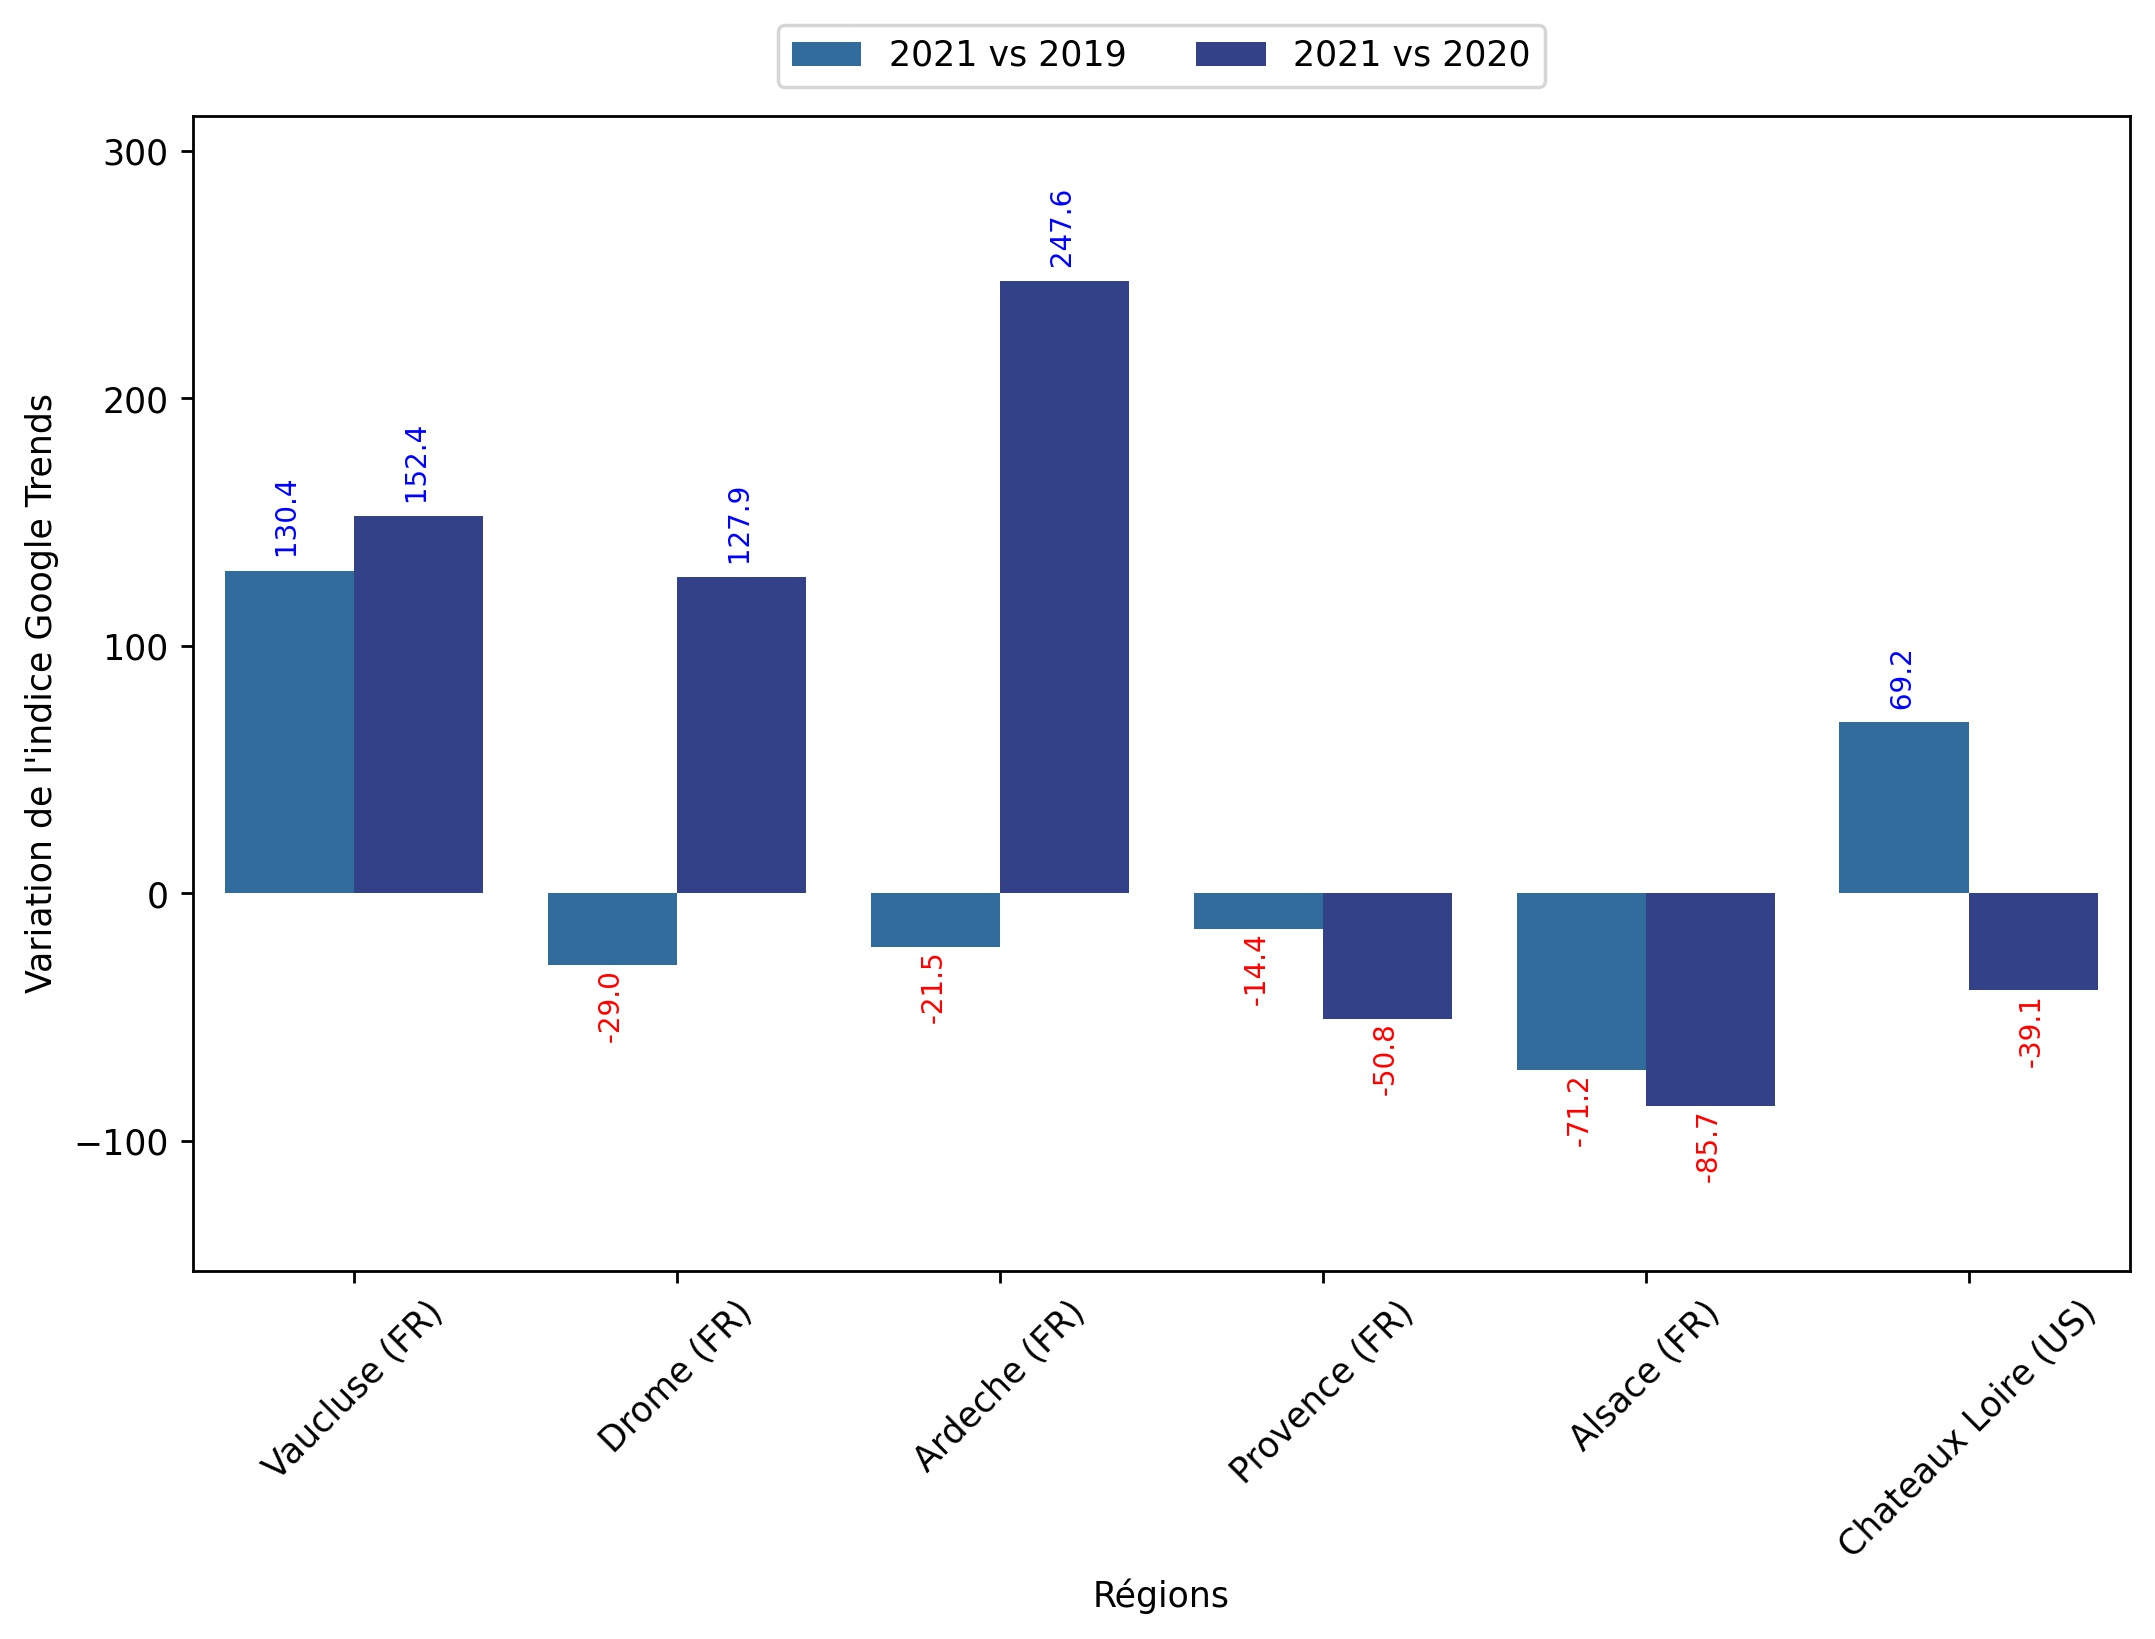 2021 vs 2019
2021 vs 2020
Variation de l'indice Google Trends
300
200
100
0
−100
130.4
152.4
-29.0
127.9
-21.5
247.6
-14.4
-50.8
-71.2
-85.7
69.2
-39.1
Vaucluse (FR)
Drome (FR)
Ardeche (FR)
Provence (FR)
Alsace (FR)
Chateaux Loire (US)
Régions